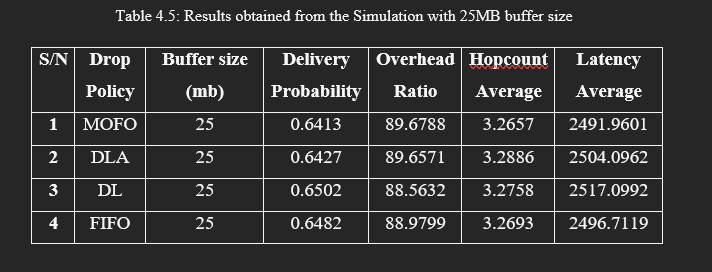 Table 4.5: Results obtained from the Simulation with 25MB buffer size
S/N Drop Policy Buffer size (mb) Delivery Probability Overhead Ratio Hopcount Average Latency Average
1 MOFO 25 0.6413 89.6788 3.2657 2491.9601
2 DLA 25 0.6427 89.6571 3.2886 2504.0962
3 DL 25 0.6502 88.5632 3.2758 2517.0992
4 FIFO 25 0.6482 88.9799 3.2693 2496.7119